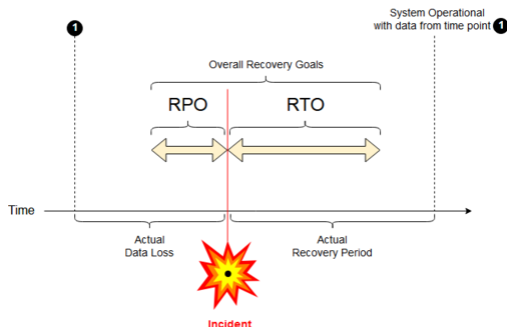 System Operational
with data from time point 1
1
Overall Recovery Goals
RPO
RTO
Time
Actual
Data Loss
Actual
Recovery Period
Incident